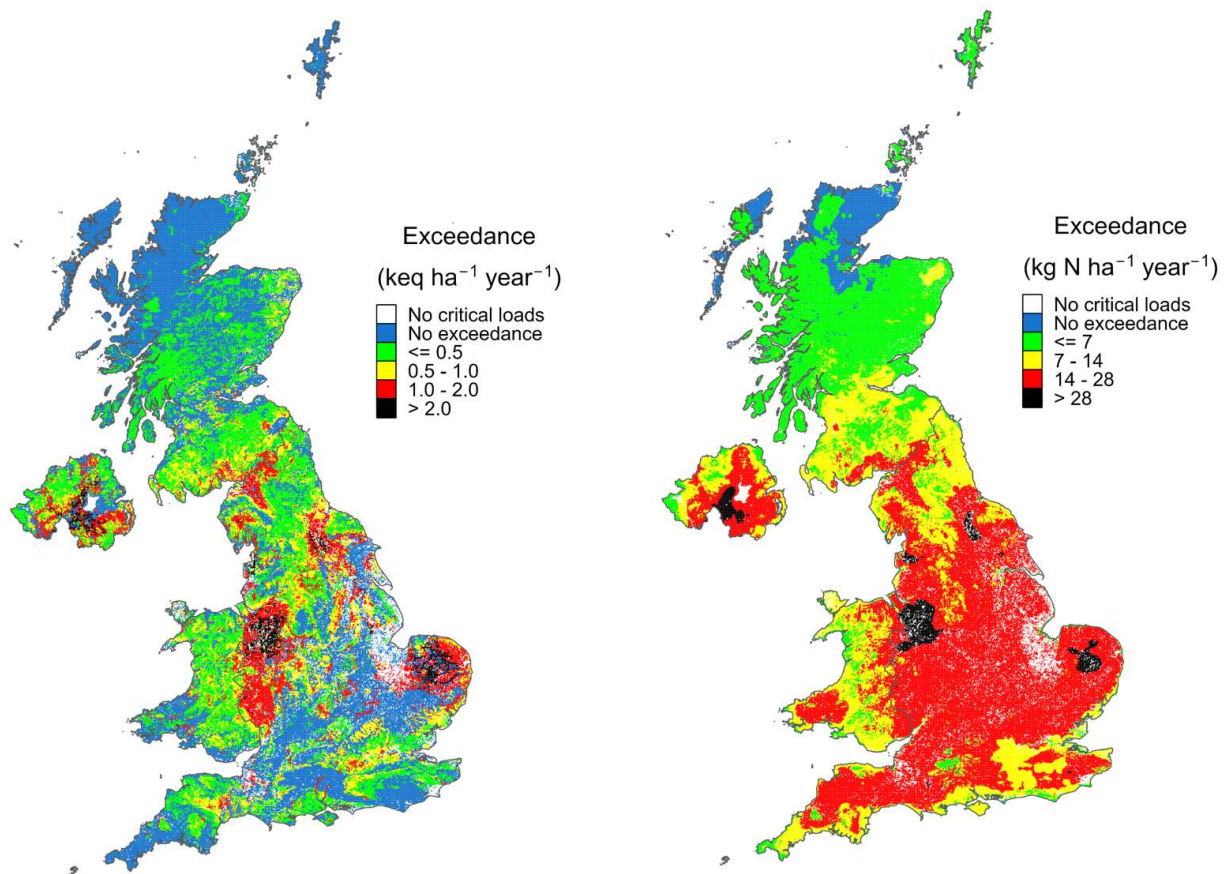 Exceedance
(keq ha⁻¹ year⁻¹)
No critical loads
No exceedance
<= 0.5
0.5 - 1.0
1.0 - 2.0
> 2.0
Exceedance
(kg N ha⁻¹ year⁻¹)
No critical loads
No exceedance
<= 7
7 - 14
14 - 28
> 28